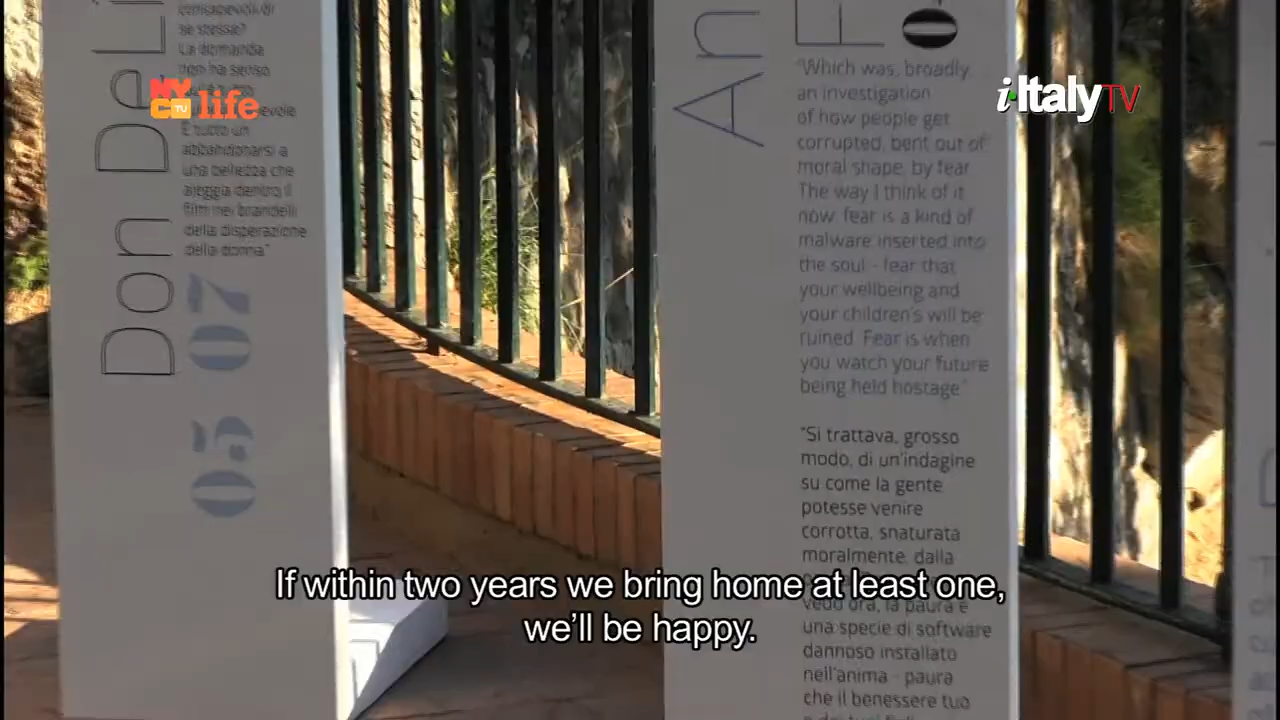 consapevoli di
se stesse?
La domanda
non ha senso
evole
È tutto un
abbandonarsi a
una bellezza che
aleggia dentro il
film nei brandelli
della disperazione
della donna."
Don DeLi
05 07
NYC TV life
i-ItalyTV
An
F
"Which was, broadly,
an investigation
of how people get
corrupted, bent out of
moral shape, by fear.
The way I think of it
now: fear is a kind of
malware inserted into
the soul - fear that
your wellbeing and
your children's will be
ruined. Fear is when
you watch your future
being held hostage."
"Si trattava, grosso
modo, di un'indagine
su come la gente
potesse venire
corrotta, snaturata
moralmente, dalla
vedo ora, la paura è
una specie di software
dannoso installato
nell'anima - paura
che il benessere tuo
If within two years we bring home at least one,
we'll be happy.